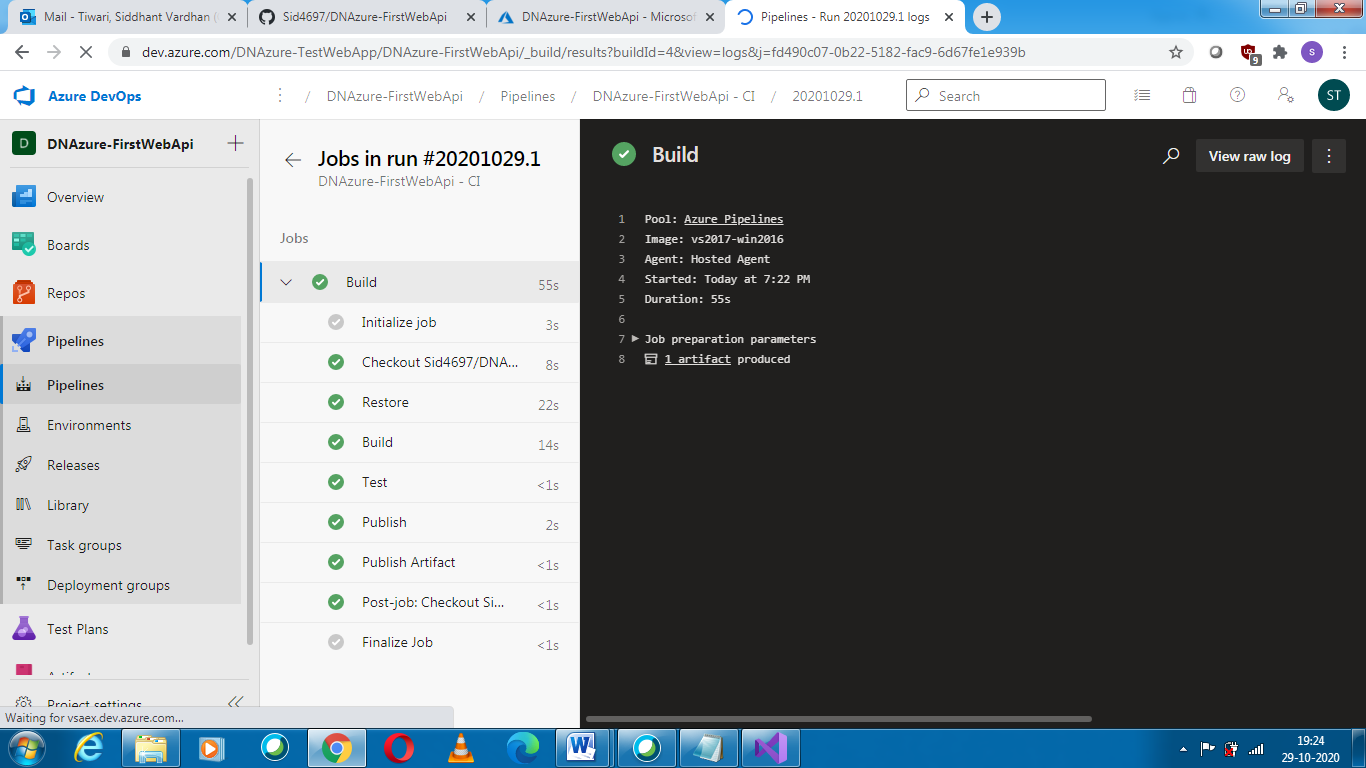 Mail - Tiwari, Siddhant Vardhan (
Sid4697/DNAzure-FirstWebApi
DNAzure-FirstWebApi - Microsof
Pipelines - Run 20201029.1 logs
dev.azure.com/DNAzure-TestWebApp/DNAzure-FirstWebApi/_build/results?buildId=4&view=logs&j=fd490c07-0b22-5182-fac9-6d67fe1e939b
9
S
Azure DevOps
/ DNAzure-FirstWebApi / Pipelines / DNAzure-FirstWebApi - CI / 20201029.1
Search
ST
D DNAzure-FirstWebApi
Overview
Boards
Repos
Pipelines
Pipelines
Environments
Releases
Library
Task groups
Deployment groups
Test Plans
Project settings
Waiting for vsaex.dev.azure.com...
Jobs in run #20201029.1
DNAzure-FirstWebApi - CI
Jobs
Build 55s
Initialize job 3s
Checkout Sid4697/DNA... 8s
Restore 22s
Build 14s
Test <1s
Publish 2s
Publish Artifact <1s
Post-job: Checkout Si... <1s
Finalize Job <1s
Build
View raw log
1 Pool: Azure Pipelines
2 Image: vs2017-win2016
3 Agent: Hosted Agent
4 Started: Today at 7:22 PM
5 Duration: 55s
6
7 Job preparation parameters
8 1 artifact produced
19:24
29-10-2020